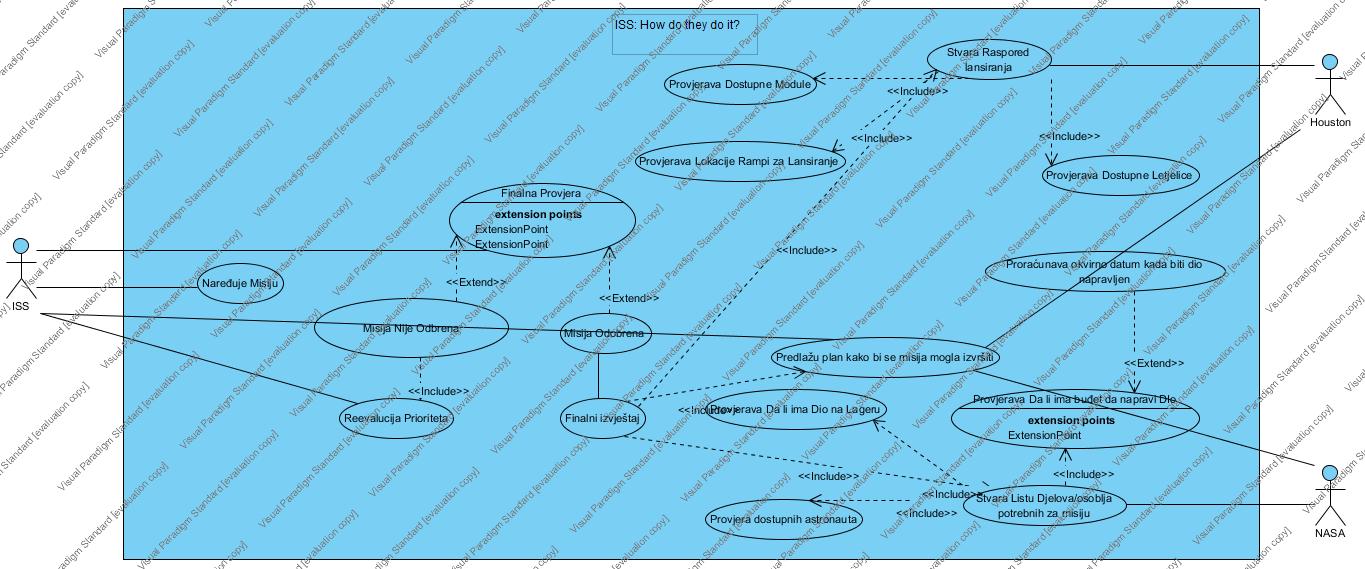 ISS: How do they do it?
Stvara Raspored
lansiranja
Provjerava Dostupne Module
<<Include>>
Houston
<<Include>>
<<Include>>
Provjerava Lokacije Rampi za Lansiranje
Provjerava Dostupne Letjelice
Finalna Provjera
extension points
ExtensionPoint
ExtensionPoint
<<Include>>
Proračunava okvirno datum kada biti dio
napravljen
Naređuje Misiju
<<Extend>>
<<Extend>>
ISS
Misija Nije Odbrena
Misija Odobrena
Predlažu plan kako bi se misija mogla izvršiti
<<Extend>>
<<Include>>
Provjerava Da li ima budet da napravi Dio
<<Include>>
Provjerava Da li ima Dio na Lageru
Reevalucija Prioriteta
Finalni izvještaj
extension points
ExtensionPoint
<<Include>>
<<Include>>
<<Include>>
Stvara Listu Djelova/osoblja
potrebnih za misiju
<<Include>>
Provjera dostupnih astronauta
NASA
Visual Paradigm Standard [evaluation copy]